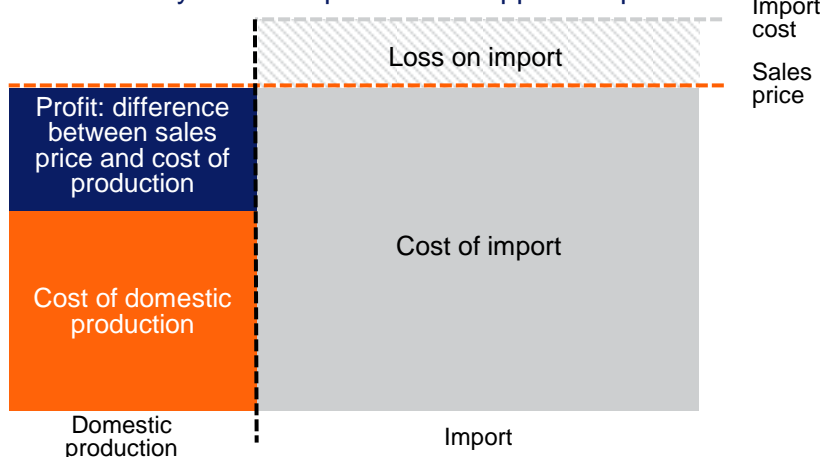 Import
cost
Loss on import
Sales
price
Profit: difference
between sales
price and cost of
production
Cost of import
Cost of domestic
production
Domestic
production
Import